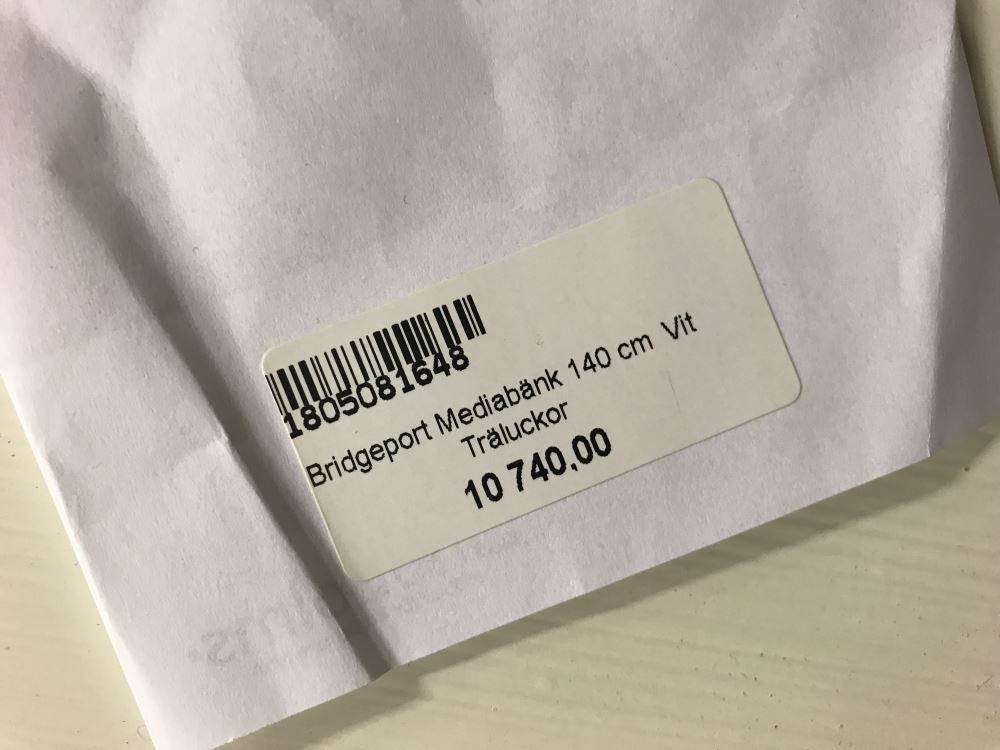 1805081648
Bridgeport Mediabänk 140 cm Vit
Träluckor
10 740,00